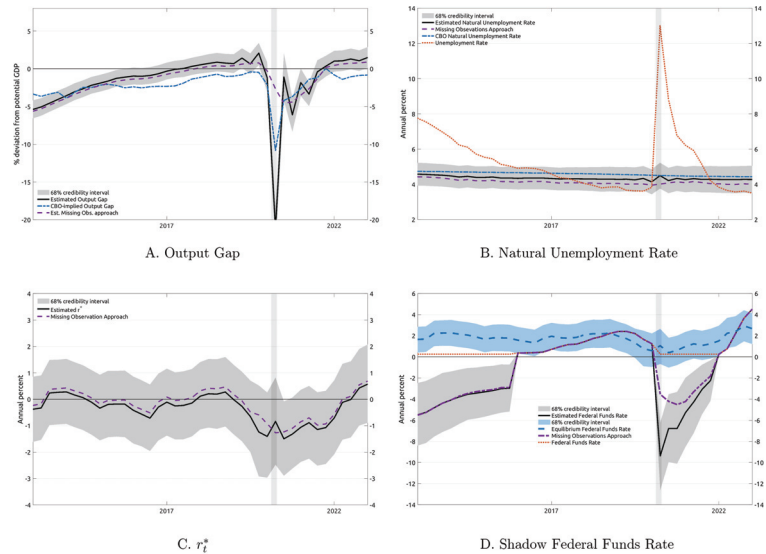 4
2
0
-5
-10
-15
-20
% deviation from potential GDP
68% credibility interval
Estimated Output Gap
CBO-Implied Output Gap
Est. Missing Obs. approach
4
2
0
-5
-10
-15
-20
2017
2022
A. Output Gap
14
12
10
8
6
4
2
Annual percent
68% credibility interval
Estimated Natural Unemployment Rate
Missing Observations Approach
CBO Natural Unemployment Rate
Unemployment Rate
14
12
10
8
6
4
2
2017
2022
B. Natural Unemployment Rate
4
3
2
1
0
-1
-2
-3
-4
Annual percent
68% credibility interval
Estimated r*
Missing Observation Approach
4
3
2
1
0
-1
-2
-3
-4
2017
2022
C. r*t
6
4
2
0
-2
-4
-6
-8
-10
-12
-14
Annual percent
68% credibility interval
Estimated Federal Funds Rate
68% credibility interval
Equilibrium Federal Funds Rate
Missing Observations Approach
Federal Funds Rate
6
4
2
0
-2
-4
-6
-8
-10
-12
-14
2017
2022
D. Shadow Federal Funds Rate